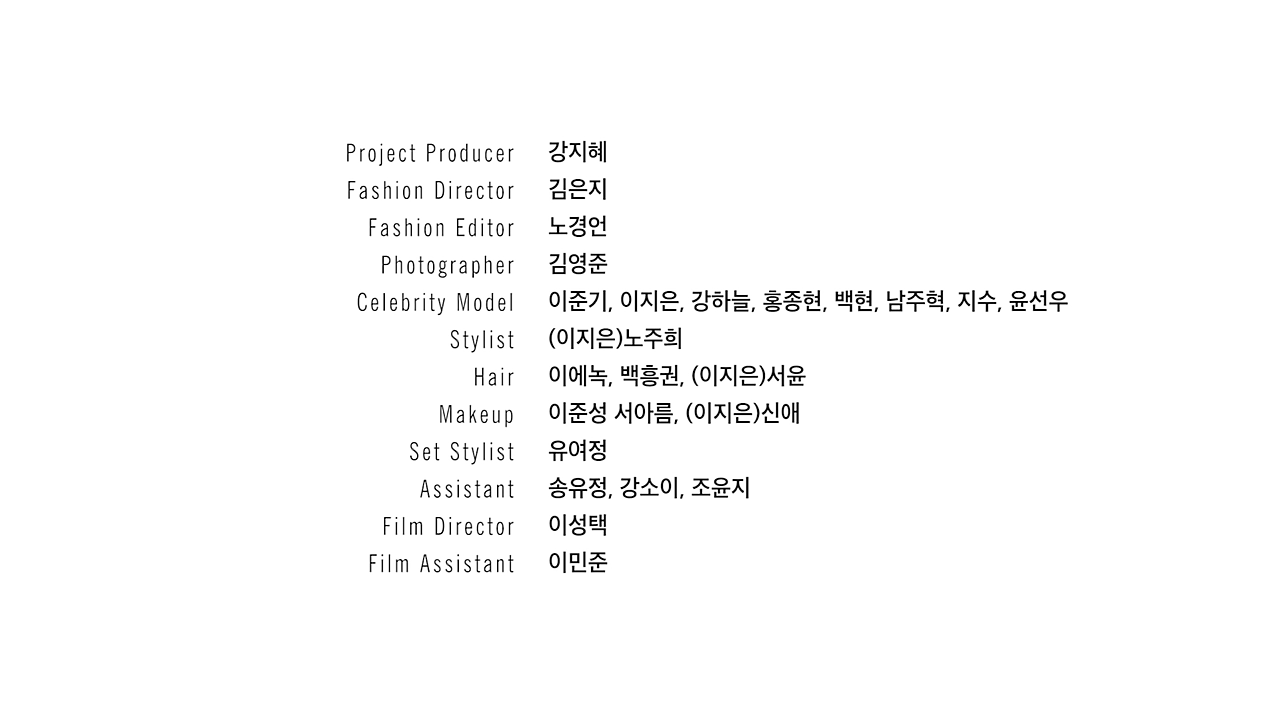 Project Producer 강지혜
Fashion Director 김은지
Fashion Editor 노경언
Photographer 김영준
Celebrity Model 이준기, 이지은, 강하늘, 홍종현, 백현, 남주혁, 지수, 윤선우
Stylist (이지은)노주희
Hair 이에녹, 백흥권, (이지은)서윤
Makeup 이준성 서아름, (이지은)신애
Set Stylist 유여정
Assistant 송유정, 강소이, 조윤지
Film Director 이성택
Film Assistant 이민준